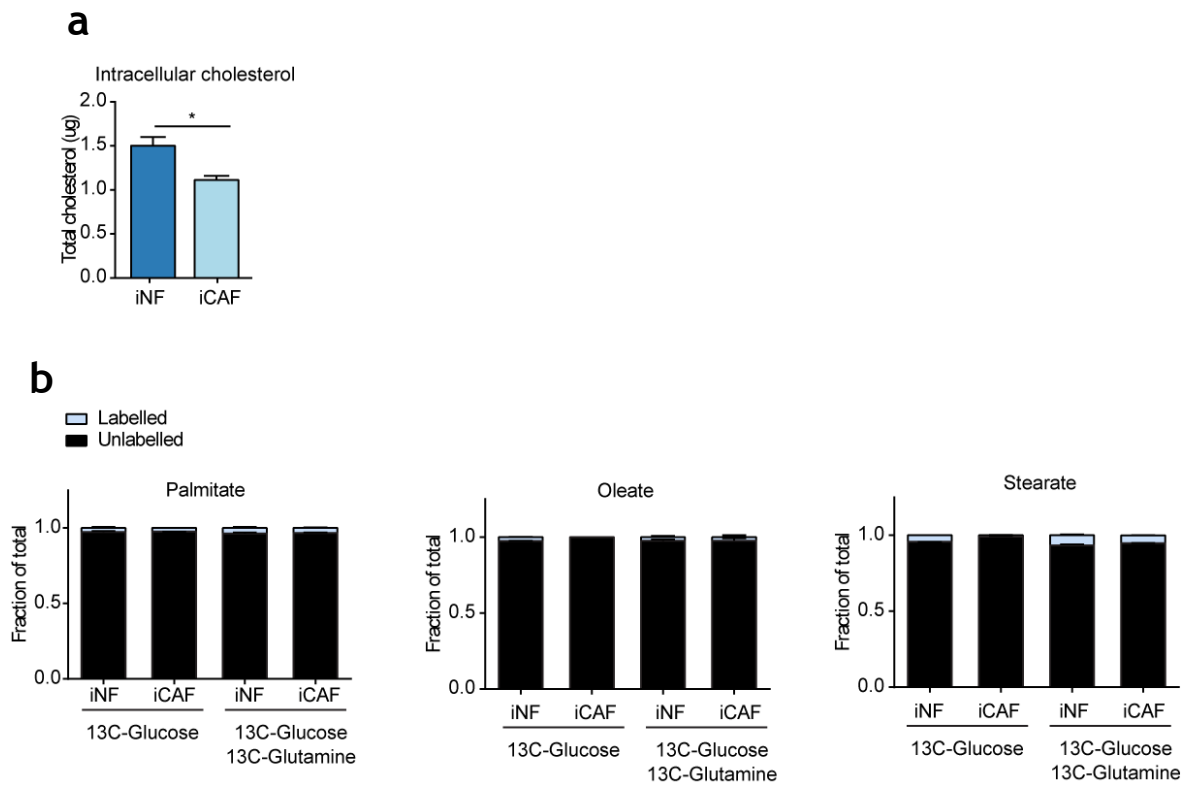 a
Intracellular cholesterol
Total cholesterol (ug)
2.0
1.5
1.0
0.5
0.0
*
iNF iCAF
b
Labelled
Unlabelled
Palmitate
Fraction of total
1.0
0.5
0.0
iNF iCAF iNF iCAF
13C-Glucose 13C-Glucose
13C-Glutamine
Oleate
Fraction of total
1.0
0.5
0.0
iNF iCAF iNF iCAF
13C-Glucose 13C-Glucose
13C-Glutamine
Stearate
Fraction of total
1.0
0.5
0.0
iNF iCAF iNF iCAF
13C-Glucose 13C-Glucose
13C-Glutamine